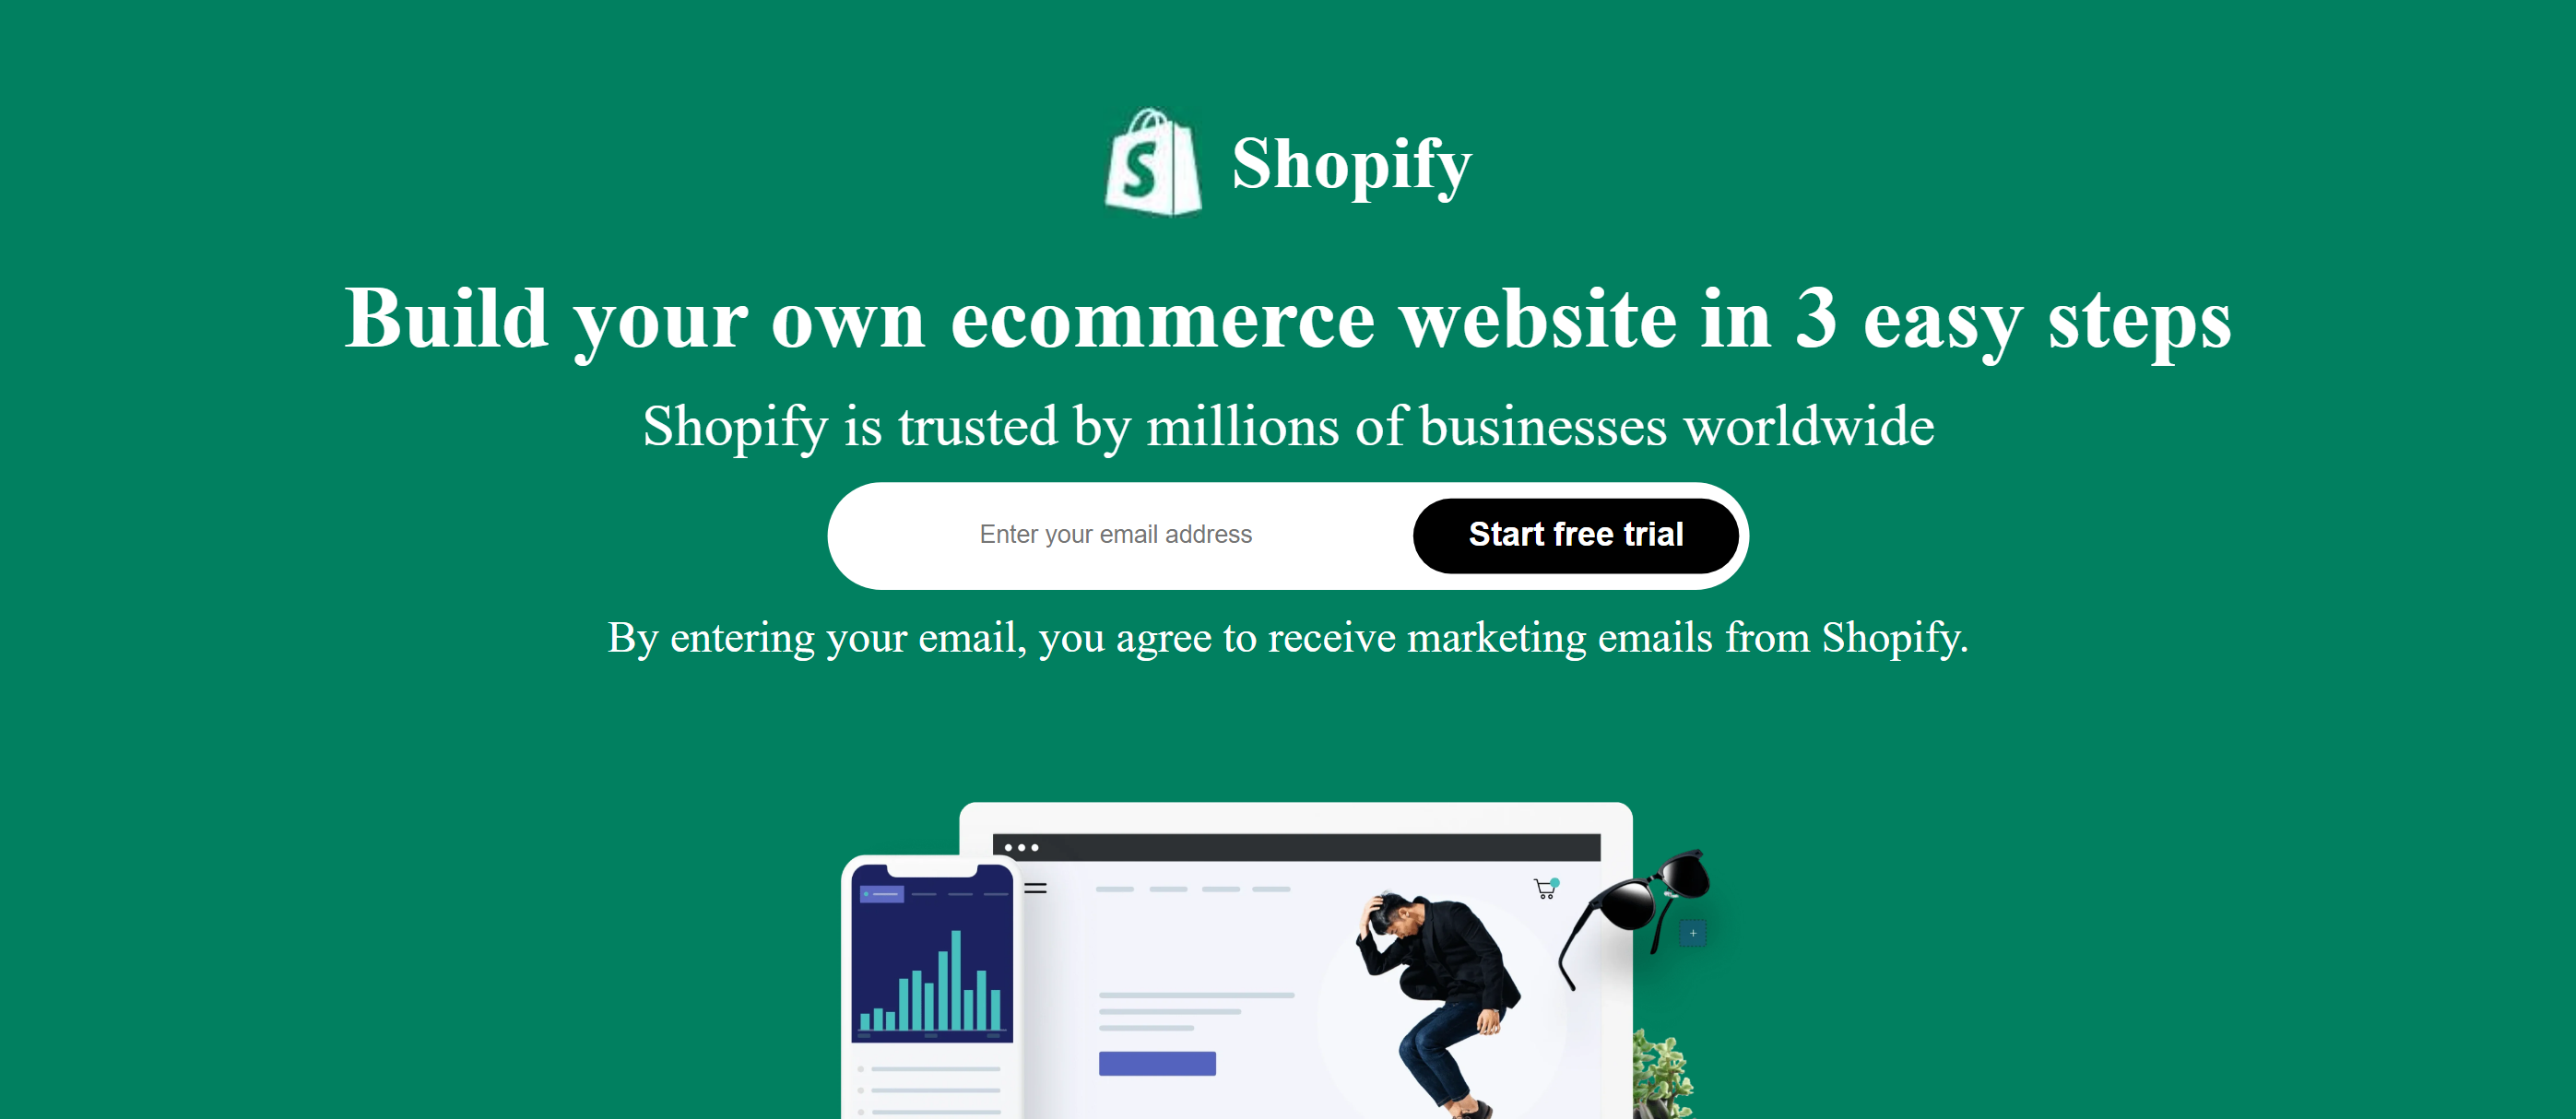 Shopify
Build your own ecommerce website in 3 easy steps
Shopify is trusted by millions of businesses worldwide
Enter your email address
Start free trial
By entering your email, you agree to receive marketing emails from Shopify.